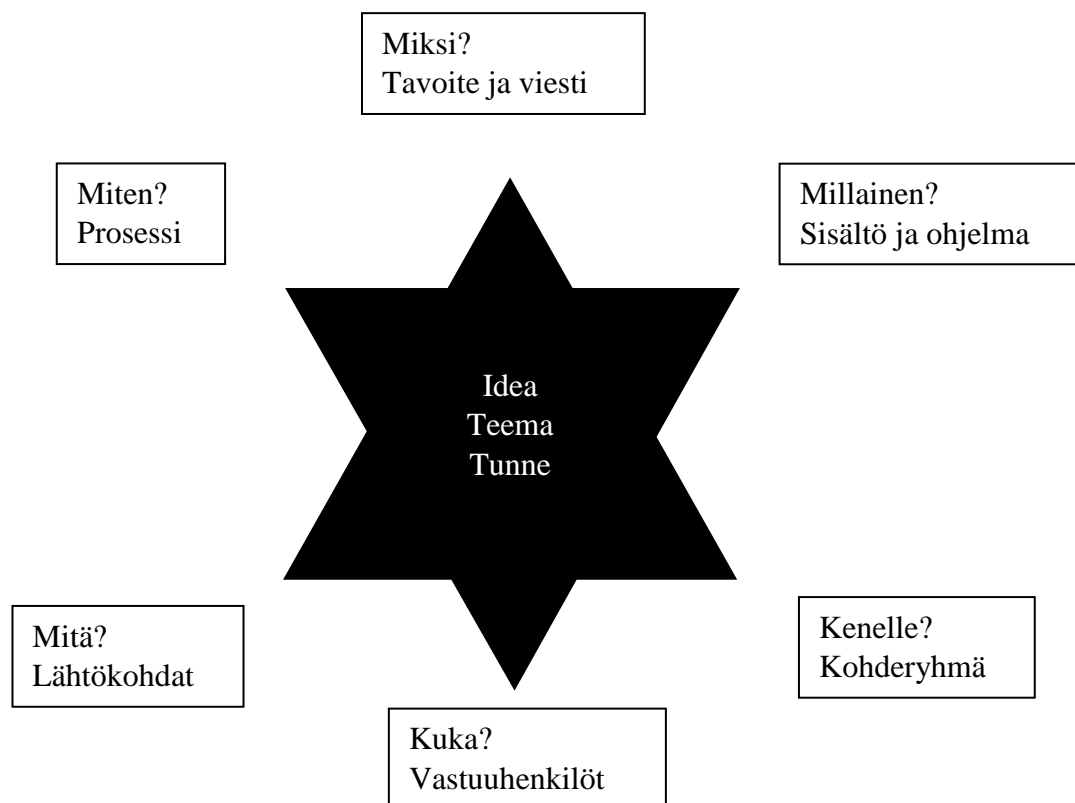 Miksi?
Tavoite ja viesti
Miten?
Prosessi
Millainen?
Sisältö ja ohjelma
Idea
Teema
Tunne
Mitä?
Lähtökohdat
Kenelle?
Kohderyhmä
Kuka?
Vastuuhenkilöt